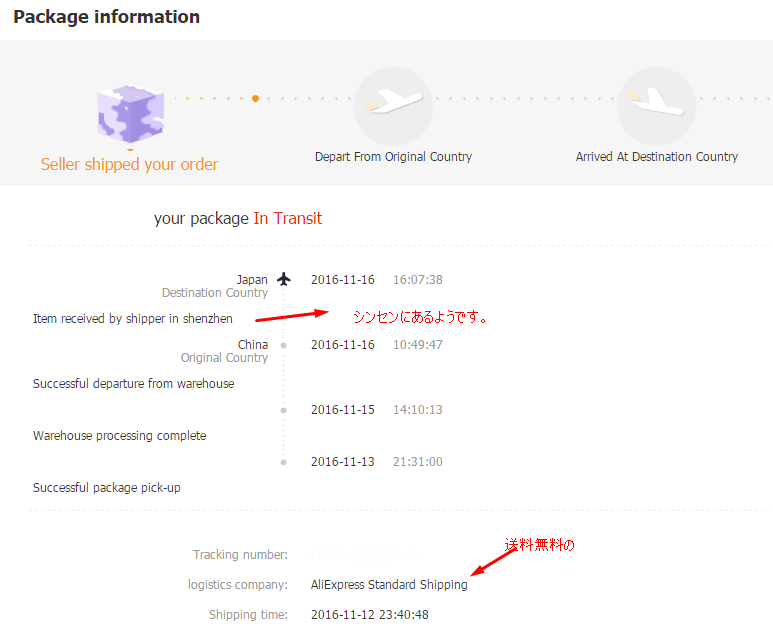 Package information
Seller shipped your order
Depart From Original Country
Arrived At Destination Country
your package In Transit
Japan 2016-11-16 16:07:38
Destination Country
Item received by shipper in shenzhen シンセンにあるようです。
China 2016-11-16 10:49:47
Original Country
Successful departure from warehouse
2016-11-15 14:10:13
Warehouse processing complete
2016-11-13 21:31:00
Successful package pick-up
送料無料の
Tracking number:
logistics company: AliExpress Standard Shipping
Shipping time: 2016-11-12 23:40:48